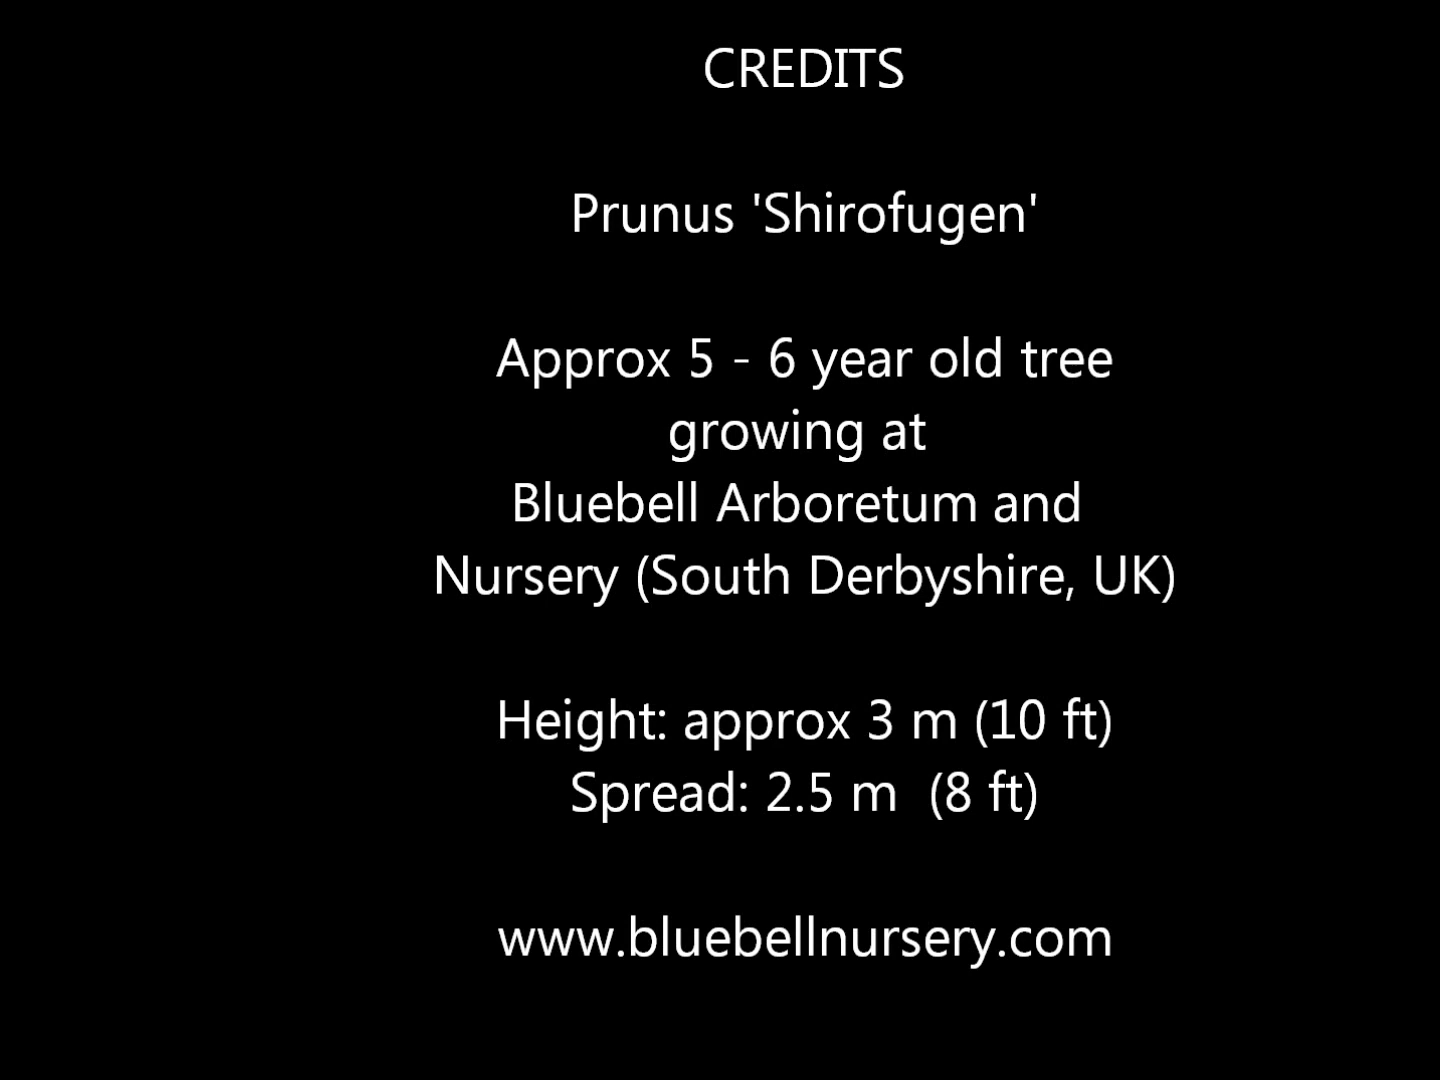 CREDITS
Prunus 'Shirofugen'
Approx 5 - 6 year old tree
growing at
Bluebell Arboretum and
Nursery (South Derbyshire, UK)
Height: approx 3 m (10 ft)
Spread: 2.5 m  (8 ft)
www.bluebellnursery.com